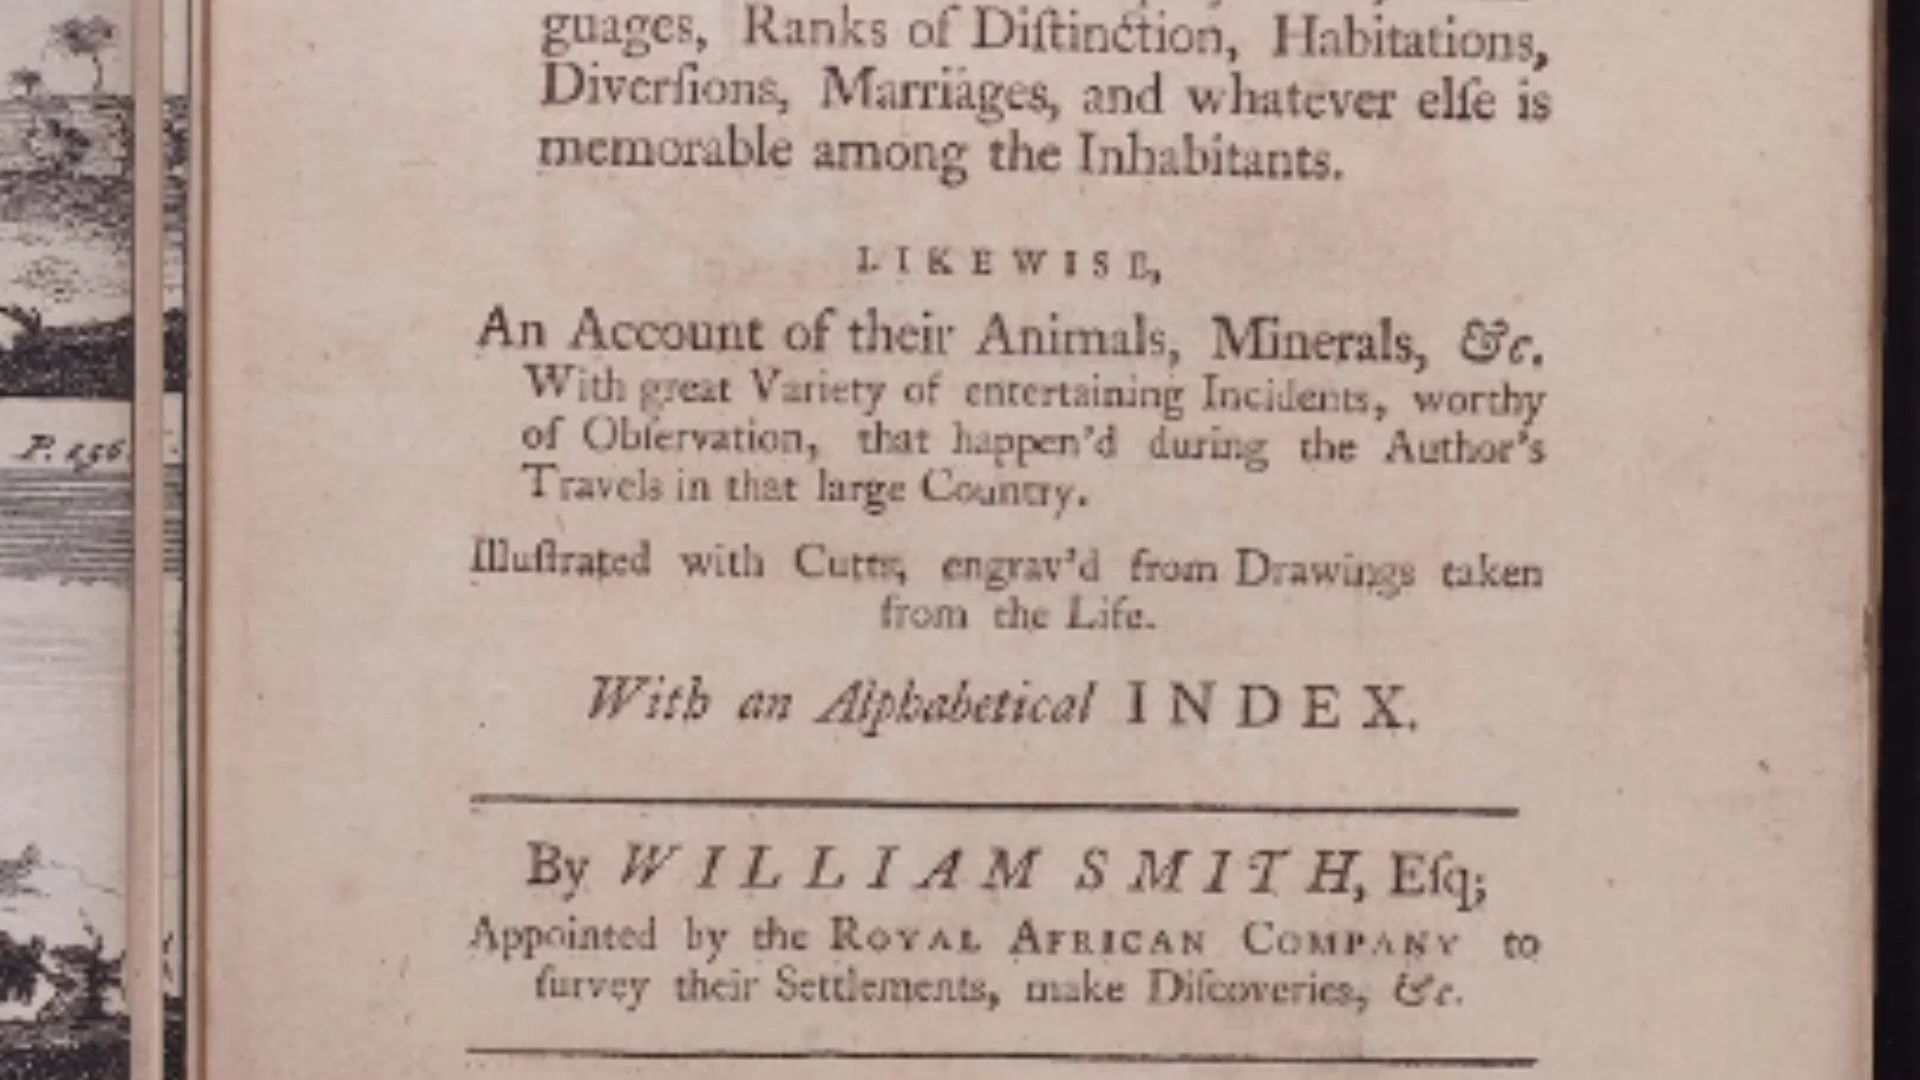 guages, Ranks of Diſtinction, Habitations,
Diverſions, Marriages, and whatever elſe is
memorable among the Inhabitants.
LIKEWISE,
An Account of their Animals, Minerals, &c.
With great Variety of entertaining Incidents, worthy
of Obſervation, that happen'd during the Author's
Travels in that large Country.
Illuſtrated with Cutts, engrav'd from Drawings taken
from the Life.
With an Alphabetical INDEX.
By WILLIAM SMITH, Eſq;
Appointed by the ROYAL AFRICAN COMPANY to
ſurvey their Settlements, make Diſcoveries, &c.
P. 256